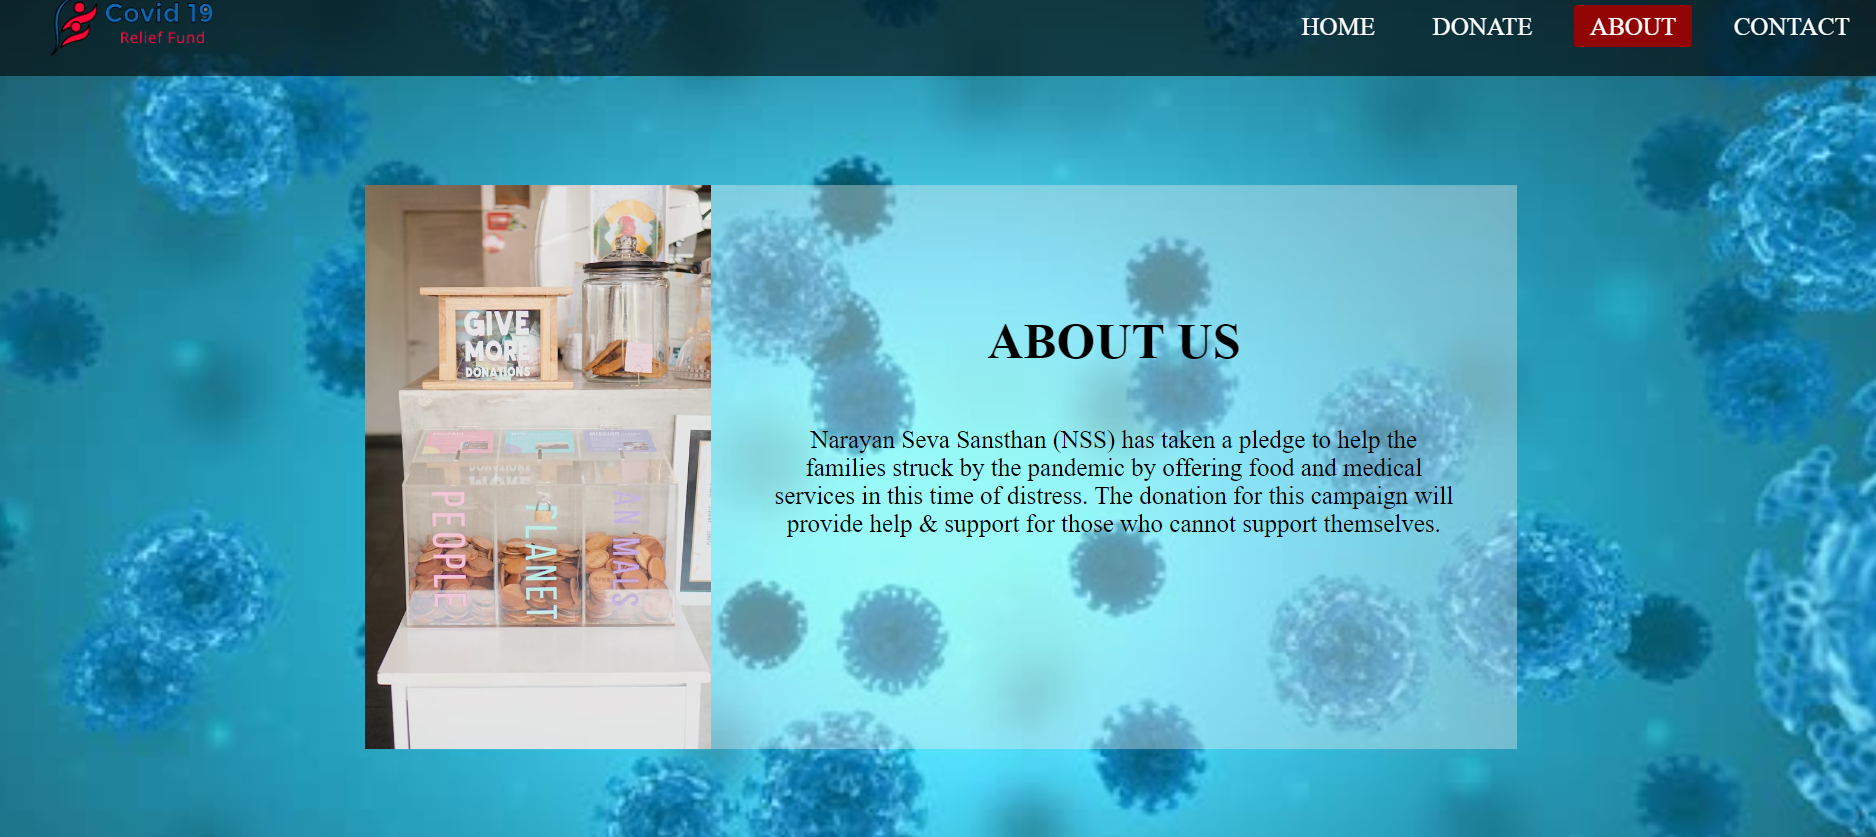 Covid 19
Relief Fund
HOME DONATE ABOUT CONTACT
GIVE
MORE
DONATIONS
PEOPLE
PLANET
ANIMALS
ABOUT US
Narayan Seva Sansthan (NSS) has taken a pledge to help the
families struck by the pandemic by offering food and medical
services in this time of distress. The donation for this campaign will
provide help & support for those who cannot support themselves.